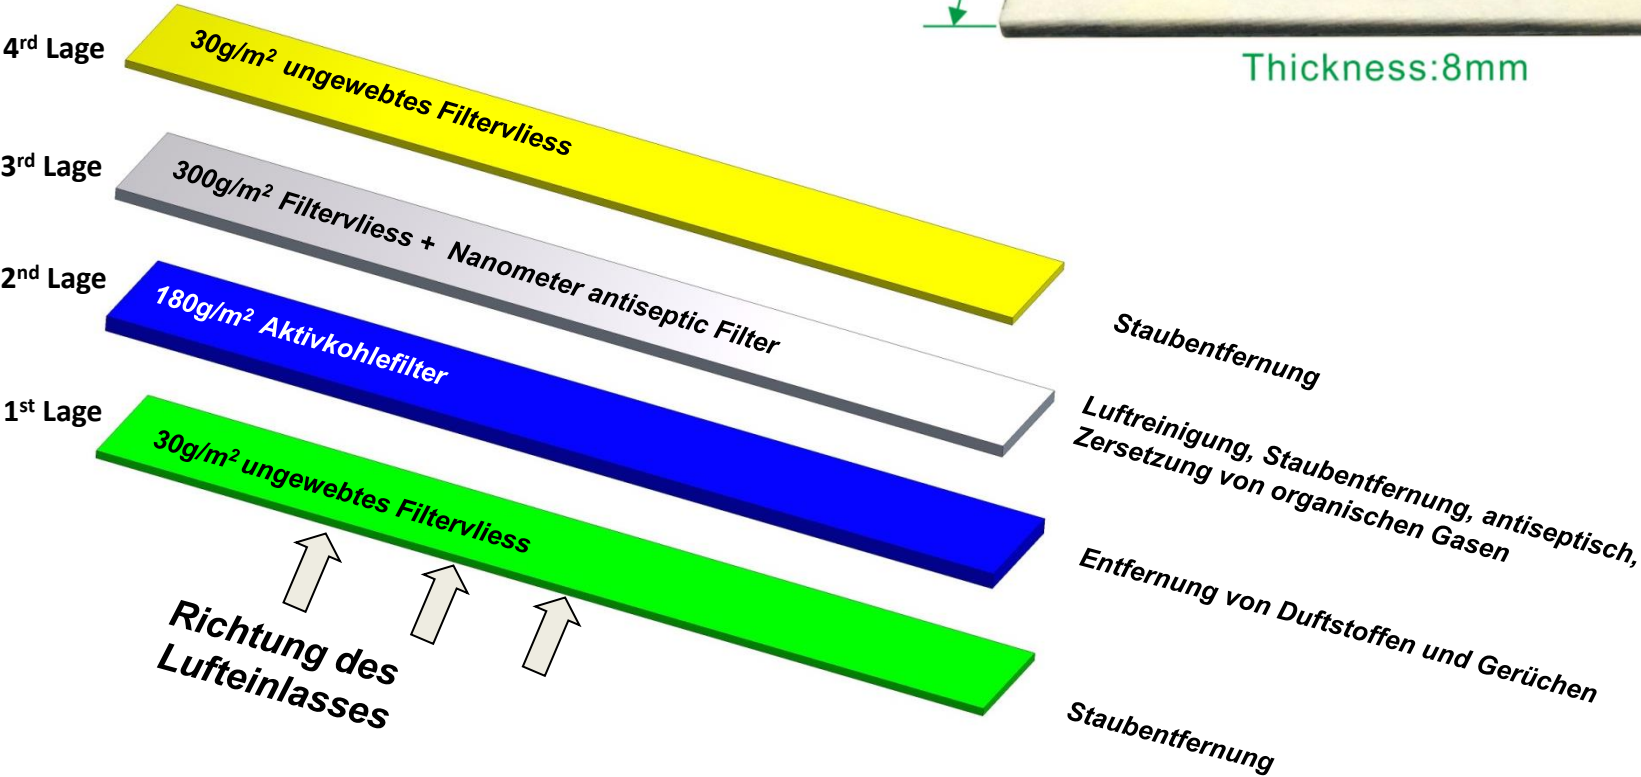 Thickness:8mm
4rd Lage
30g/m² ungewebtes Filtervliess
Staubentfernung
3rd Lage
300g/m² Filtervliess + Nanometer antiseptic Filter
Luftreinigung, Staubentfernung, antiseptisch,
Zersetzung von organischen Gasen
2nd Lage
180g/m² Aktivkohlefilter
Entfernung von Duftstoffen und Gerüchen
1st Lage
30g/m² ungewebtes Filtervliess
Staubentfernung
Richtung des
Lufteinlasses